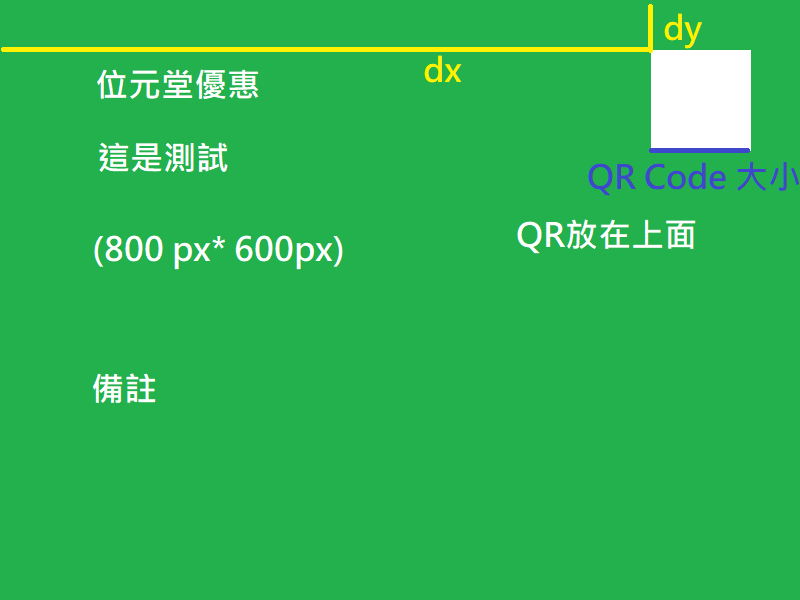 dy
dx
位元堂優惠
這是測試
QR Code 大小
QR放在上面
(800 px* 600px)
備註